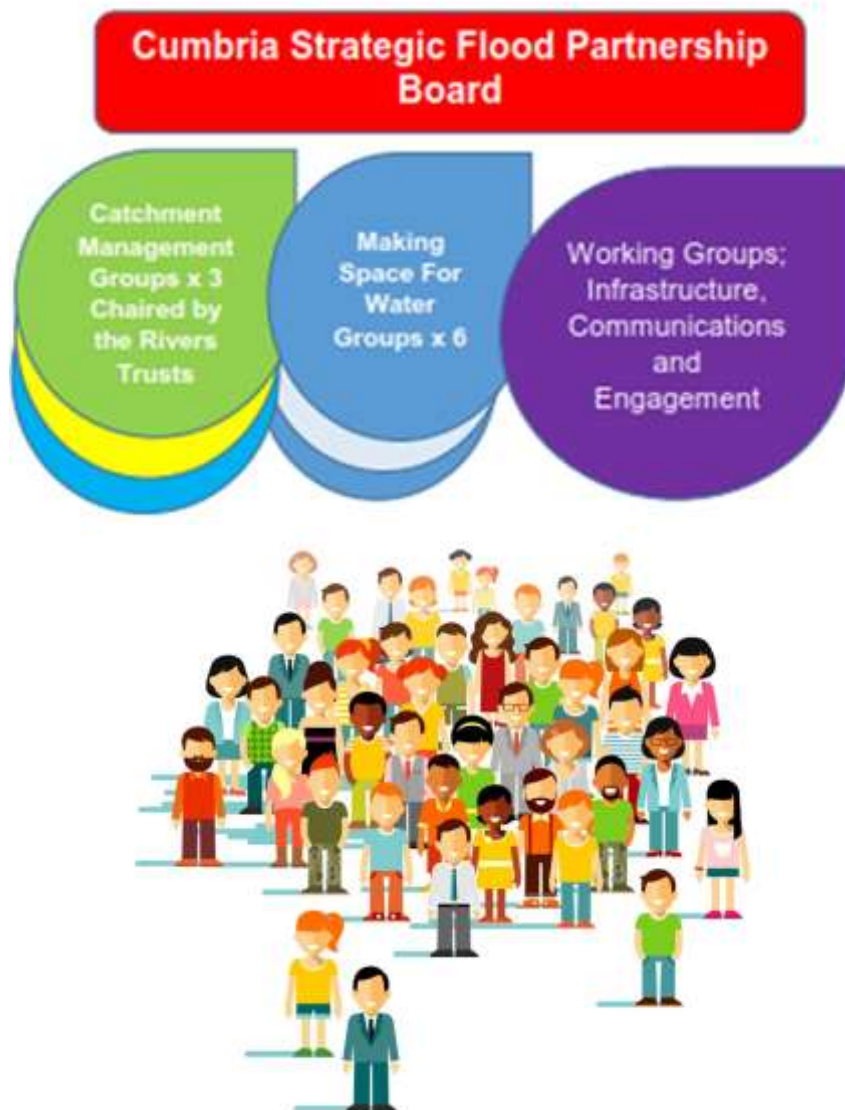 Cumbria Strategic Flood Partnership
Board
Catchment
Management
Groups x 3
Chaired by
the Rivers
Trusts
Making
Space For
Water
Groups x 6
Working Groups;
Infrastructure,
Communications
and
Engagement